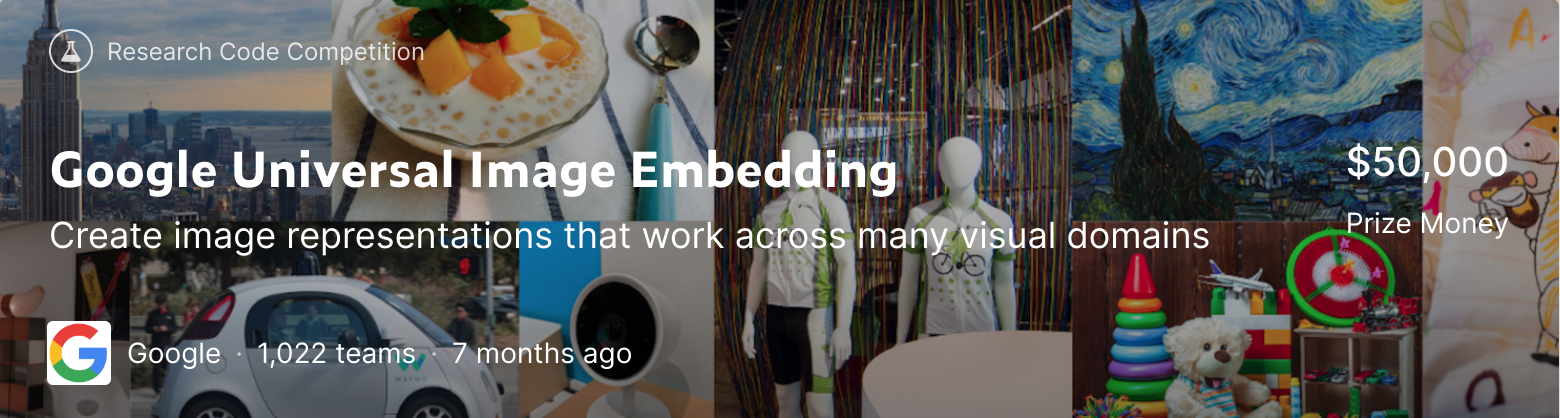 Research Code Competition
Google Universal Image Embedding
$50,000
Create image representations that work across many visual domains
Prize Money
Google · 1,022 teams · 7 months ago
WAYMO
A